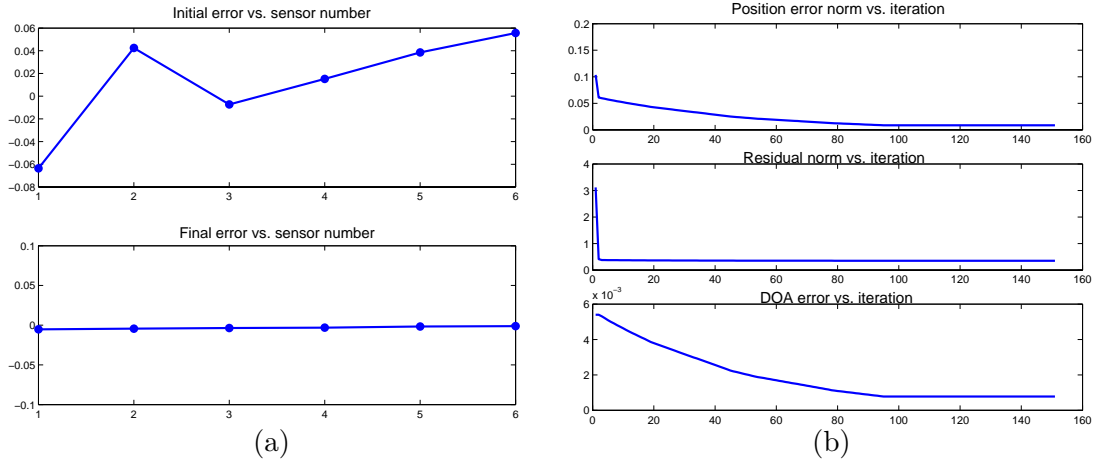 Initial error vs. sensor number
0.06
0.04
0.02
0
−0.02
−0.04
−0.06
−0.08
1 2 3 4 5 6
Final error vs. sensor number
0.1
0.05
0
−0.05
−0.1
1 2 3 4 5 6
(a)
Position error norm vs. iteration
0.2
0.15
0.1
0.05
0
0 20 40 60 80 100 120 140 160
Residual norm vs. iteration
4
3
2
1
0
0 20 40 60 80 100 120 140 160
x 10−3
DOA error vs. iteration
6
4
2
0
0 20 40 60 80 100 120 140 160
(b)